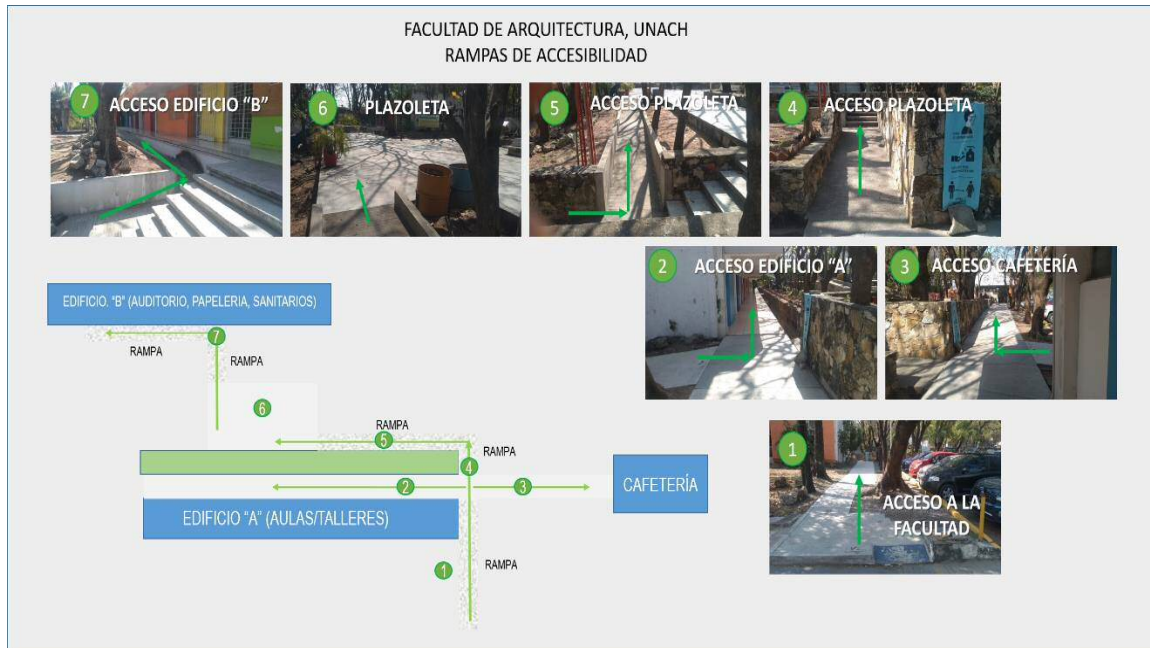 FACULTAD DE ARQUITECTURA, UNACH
RAMPAS DE ACCESIBILIDAD
7 ACCESO EDIFICIO "B"
6 PLAZOLETA
5 ACCESO PLAZOLETA
4 ACCESO PLAZOLETA
2 ACCESO EDIFICIO "A"
3 ACCESO CAFETERÍA
1
ACCESO A LA
FACULTAD
EDIFICIO. "B" (AUDITORIO, PAPELERIA, SANITARIOS)
7
RAMPA
RAMPA
6
RAMPA
5
RAMPA
4
2
3
CAFETERÍA
EDIFICIO "A" (AULAS/TALLERES)
1
RAMPA